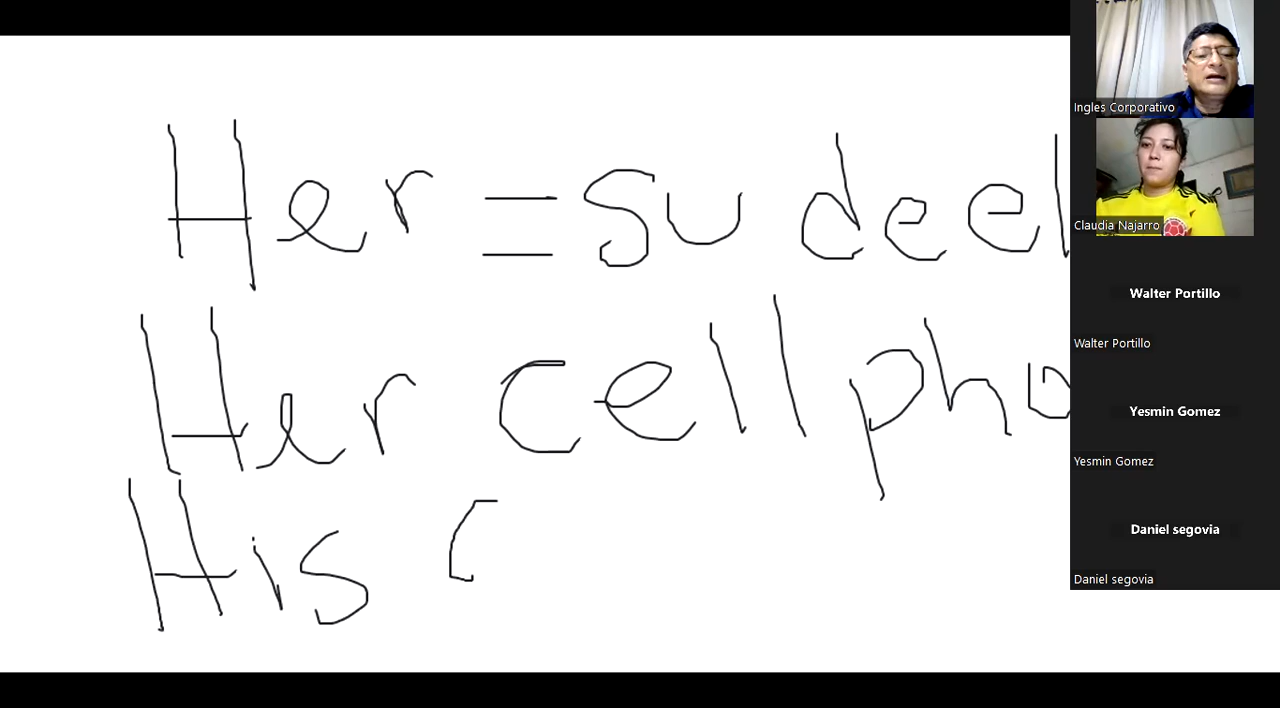 Her = su de el
Her cellpho
His C
Ingles Corporativo
Claudia Najarro
Walter Portillo
Walter Portillo
Yesmin Gomez
Yesmin Gomez
Daniel segovia
Daniel segovia